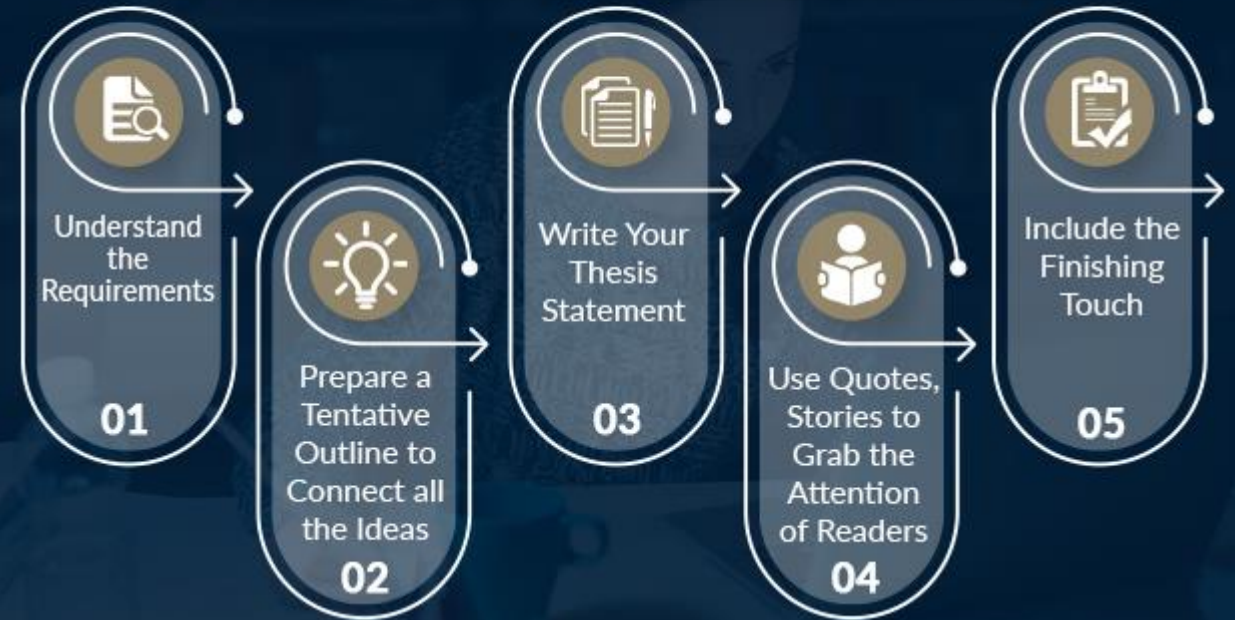 Understand
the
Requirements
01
Prepare a
Tentative
Outline to
Connect all
the Ideas
02
Write Your
Thesis
Statement
03
Use Quotes,
Stories to
Grab the
Attention
of Readers
04
Include the
Finishing
Touch
05